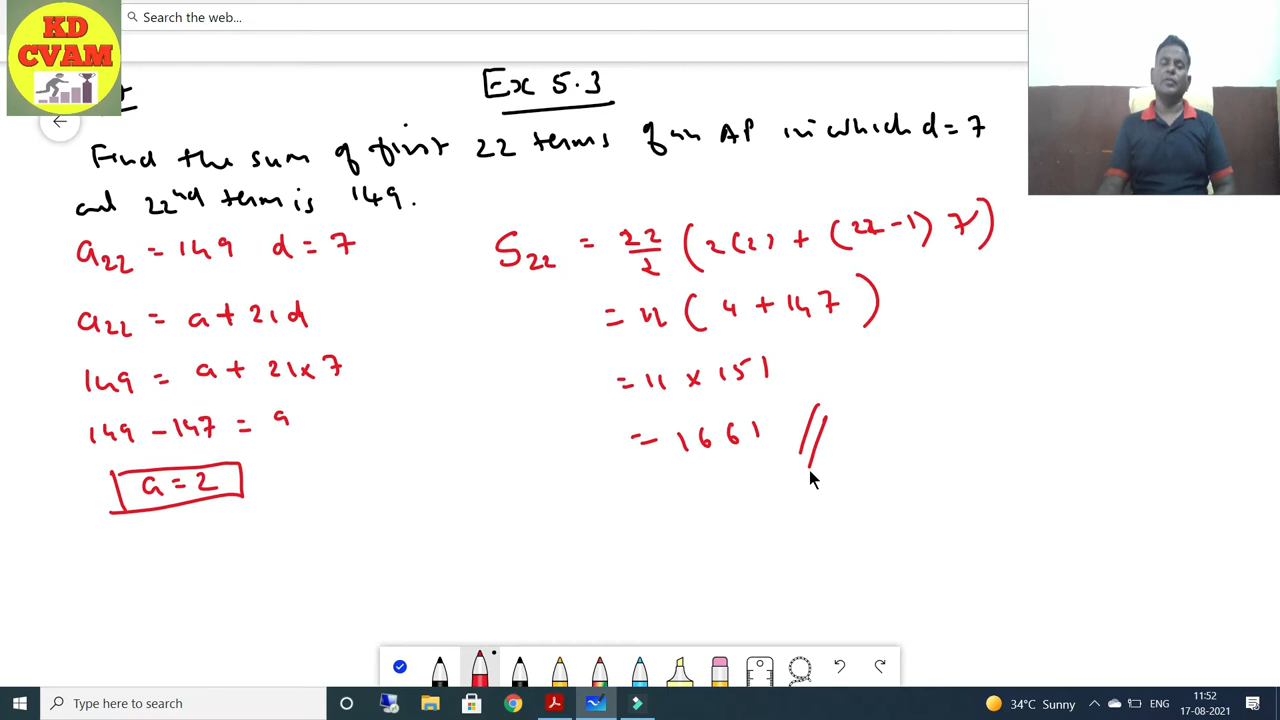 Search the web...
KD
CVAM
Ex 5.3
Find the sum of first 22 terms of an AP in which d=7
and 22nd term is 149.
a22 = 149 d = 7
a22 = a + 21d
149 = a + 21x7
149 - 147 = a
a = 2
S22 = 22/2 (2(2) + (22-1) 7)
= 11 ( 4 + 147 )
= 11 x 151
= 1661 //
Type here to search
34°C Sunny
ENG
11:52
17-08-2021